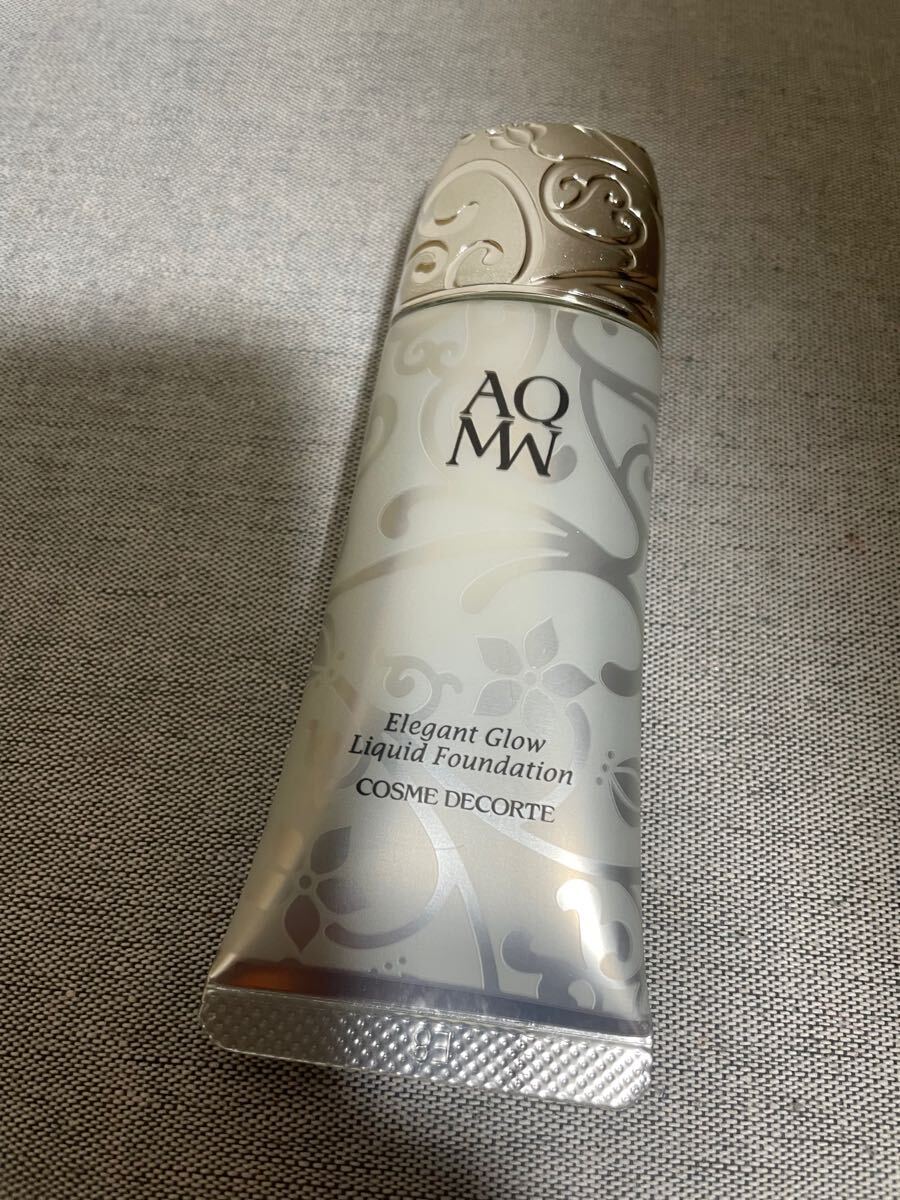 AQ
MW
Elegant Glow
Liquid Foundation
COSME DECORTE